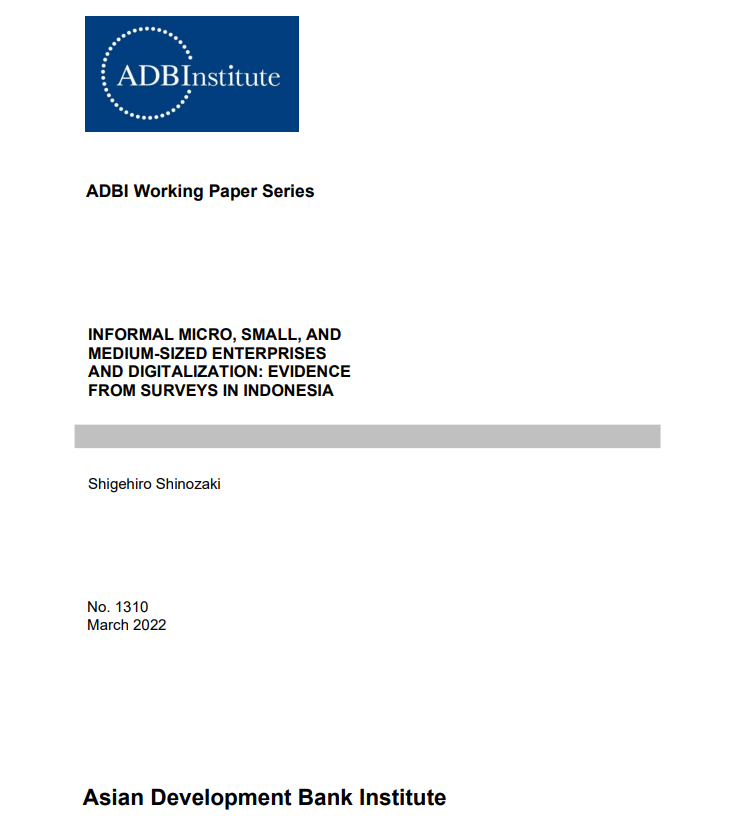 ADBInstitute
ADBI Working Paper Series
INFORMAL MICRO, SMALL, AND
MEDIUM-SIZED ENTERPRISES
AND DIGITALIZATION: EVIDENCE
FROM SURVEYS IN INDONESIA
Shigehiro Shinozaki
No. 1310
March 2022
Asian Development Bank Institute